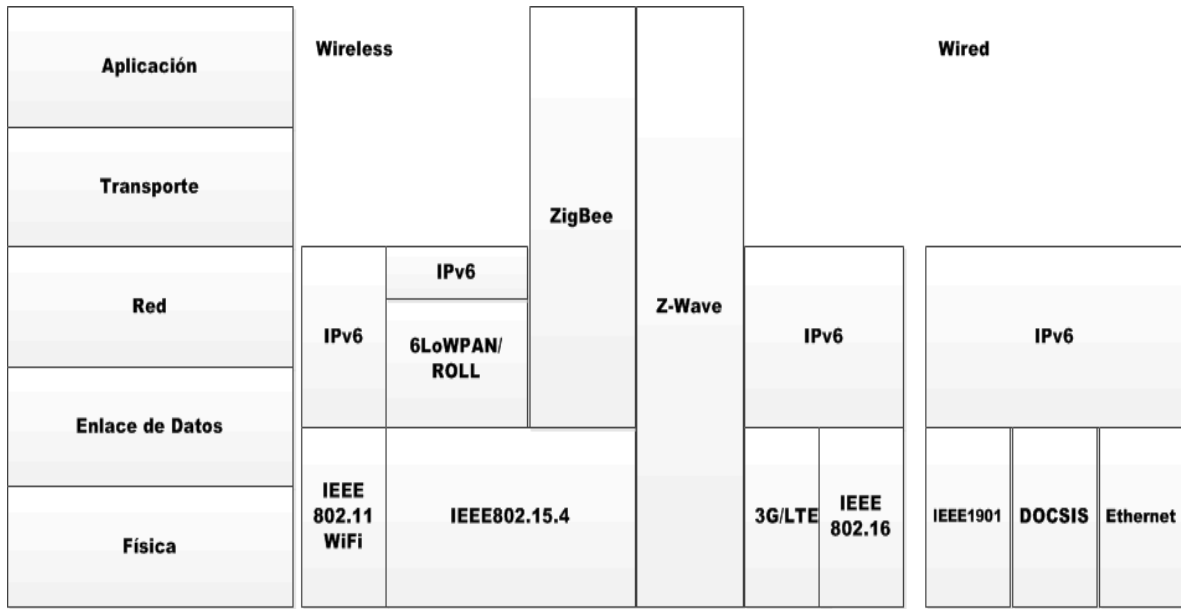 Aplicación
Transporte
Red
Enlace de Datos
Física
Wireless
IPv6
IPv6
6LoWPAN/
ROLL
IEEE
802.11
WiFi
IEEE802.15.4
ZigBee
Z-Wave
IPv6
3G/LTE
IEEE
802.16
Wired
IPv6
IEEE1901
DOCSIS
Ethernet